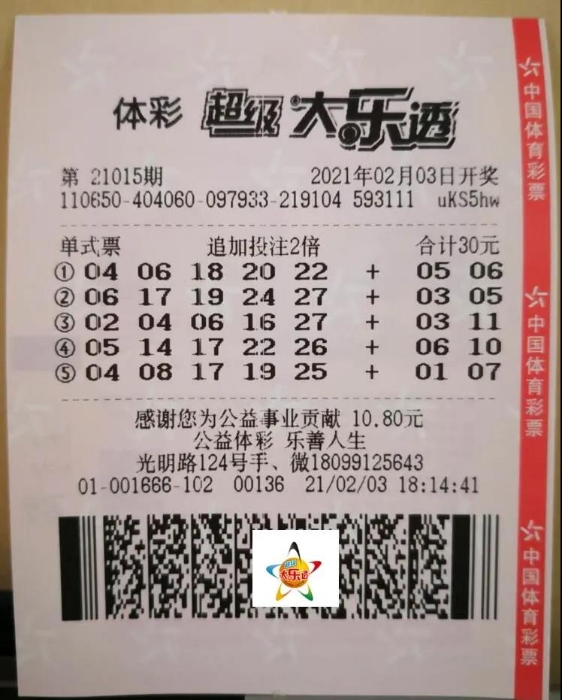 体彩 超级大乐透
第 21015期 2021年02月03日开奖
110650-404060-097933-219104 593111 uKS5hw
单式票 追加投注2倍 合计30元
① 04 06 18 20 22 + 05 06
② 06 17 19 24 27 + 03 05
③ 02 04 06 16 27 + 03 11
④ 05 14 17 22 26 + 06 10
⑤ 04 08 17 19 25 + 01 07
感谢您为公益事业贡献 10.80元
公益体彩 乐善人生
光明路124号手、微18099125643
01-001666-102 00136 21/02/03 18:14:41
超级
大乐透
中国体育彩票
中国体育彩票
中国体育彩票